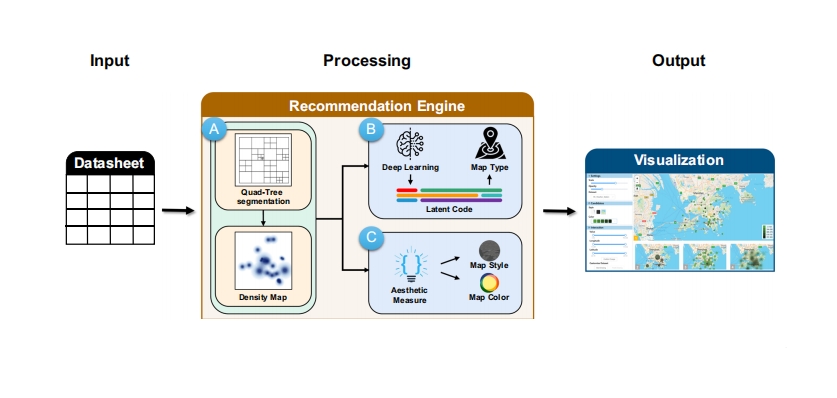 Input
Processing
Output
Recommendation Engine
Datasheet
A
Quad-Tree
segmentation
Density Map
B
Deep Learning
Map Type
Latent Code
C
Aesthetic
Measure
Map Style
Map Color
Visualization